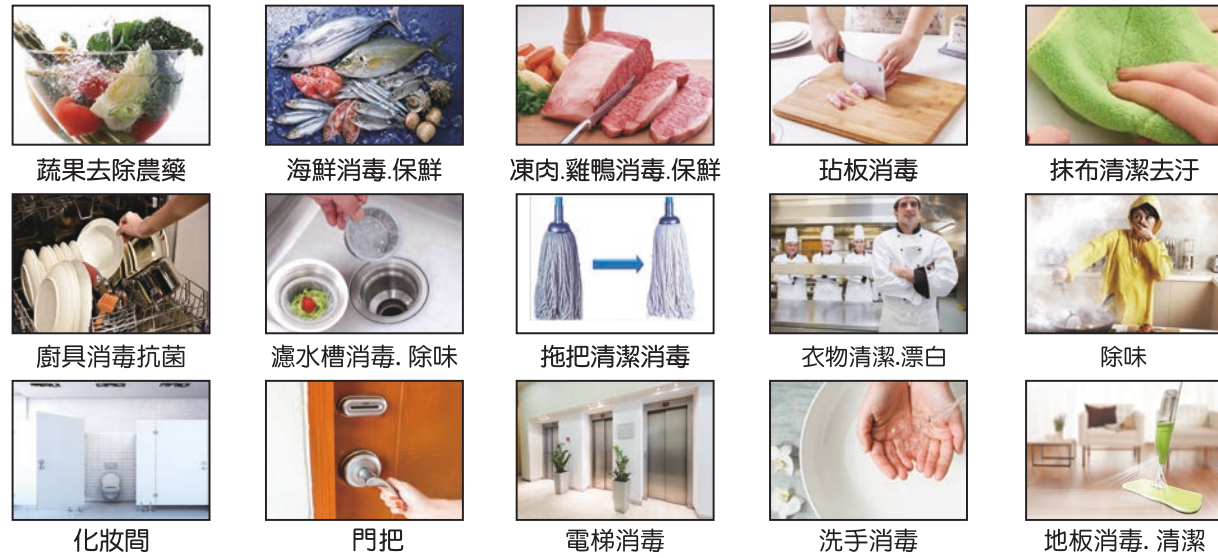 蔬果去除農藥
海鮮消毒.保鮮
凍肉.雞鴨消毒.保鮮
玷板消毒
抹布清潔去汙
廚具消毒抗菌
濾水槽消毒. 除味
拖把清潔消毒
衣物清潔.漂白
除味
化妝間
門把
電梯消毒
洗手消毒
地板消毒. 清潔